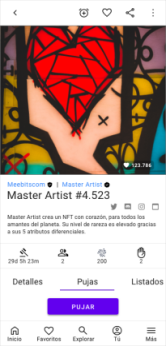 123.786
Meebitscom | Master Artist
Master Artist #4.523
Master Artist crea un NFT con corazón, para todos los
amantes del planeta. Su nivel de rareza es elevada gracias
a sus 5 atributos diferenciales.
29d 5h 23m 2 200 2
Detalles Pujas Listados
PUJAR
Inicio Favoritos Explorar Tú Más